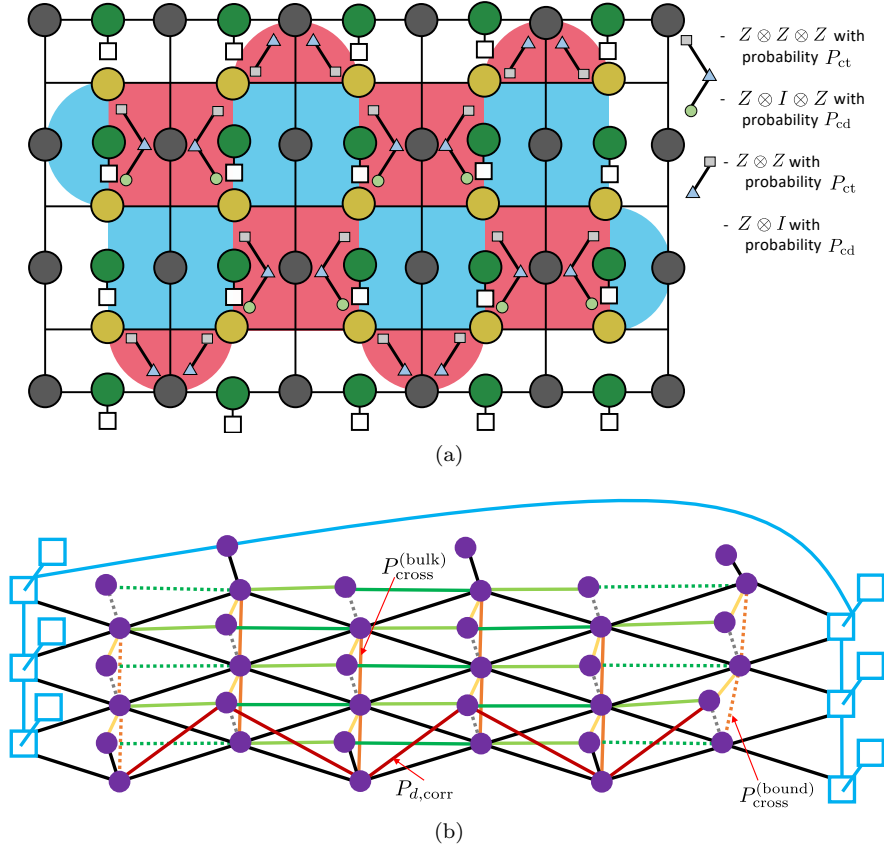 - Z ⊗ Z ⊗ Z with
probability P_ct
- Z ⊗ I ⊗ Z with
probability P_cd
- Z ⊗ Z with
probability P_ct
- Z ⊗ I with
probability P_cd
(a)
P_cross^(bulk)
P_d,corr
P_cross^(bound)
(b)